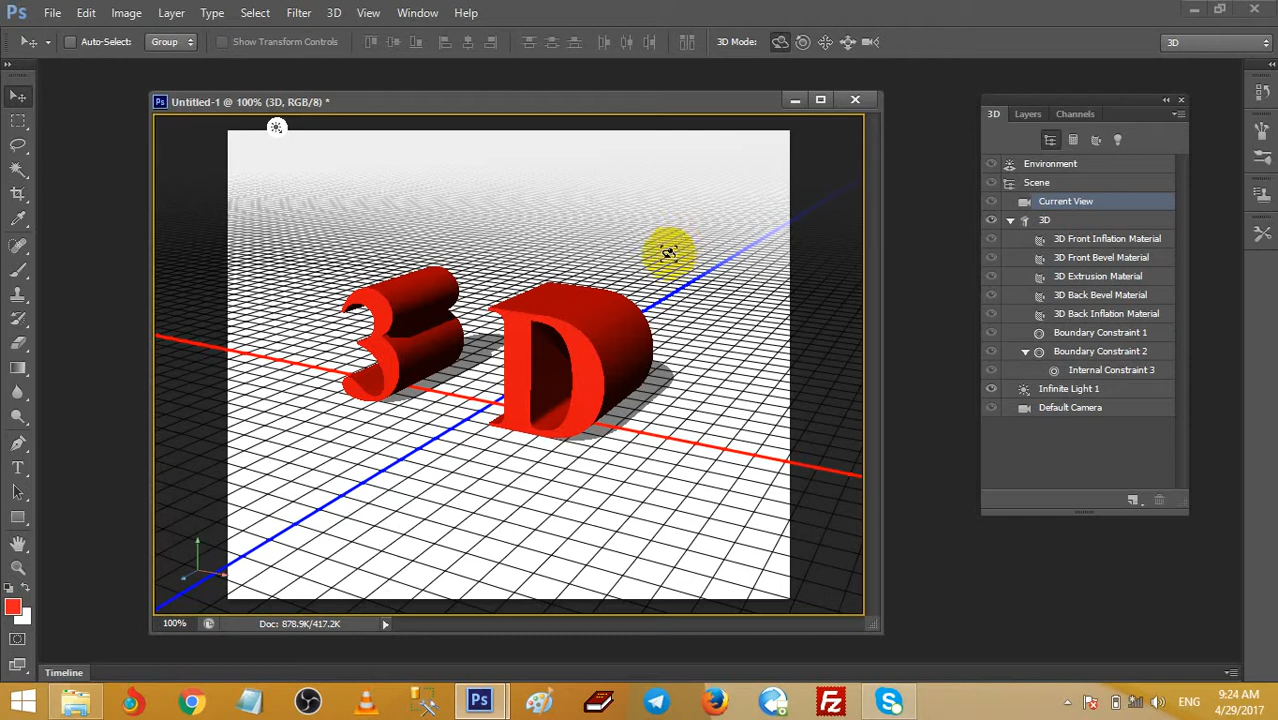 Ps File Edit Image Layer Type Select Filter 3D View Window Help
Auto-Select: Group Show Transform Controls 3D Mode: 3D
Ps Untitled-1 @ 100% (3D, RGB/8) *
3D Layers Channels
Environment
Scene
Current View
3D
3D Front Inflation Material
3D Front Bevel Material
3D Extrusion Material
3D Back Bevel Material
3D Back Inflation Material
Boundary Constraint 1
Boundary Constraint 2
Internal Constraint 3
Infinite Light 1
Default Camera
3D
100% Doc: 878.9K/417.2K
Timeline
Ps Fz S ENG 9:24 AM
4/29/2017